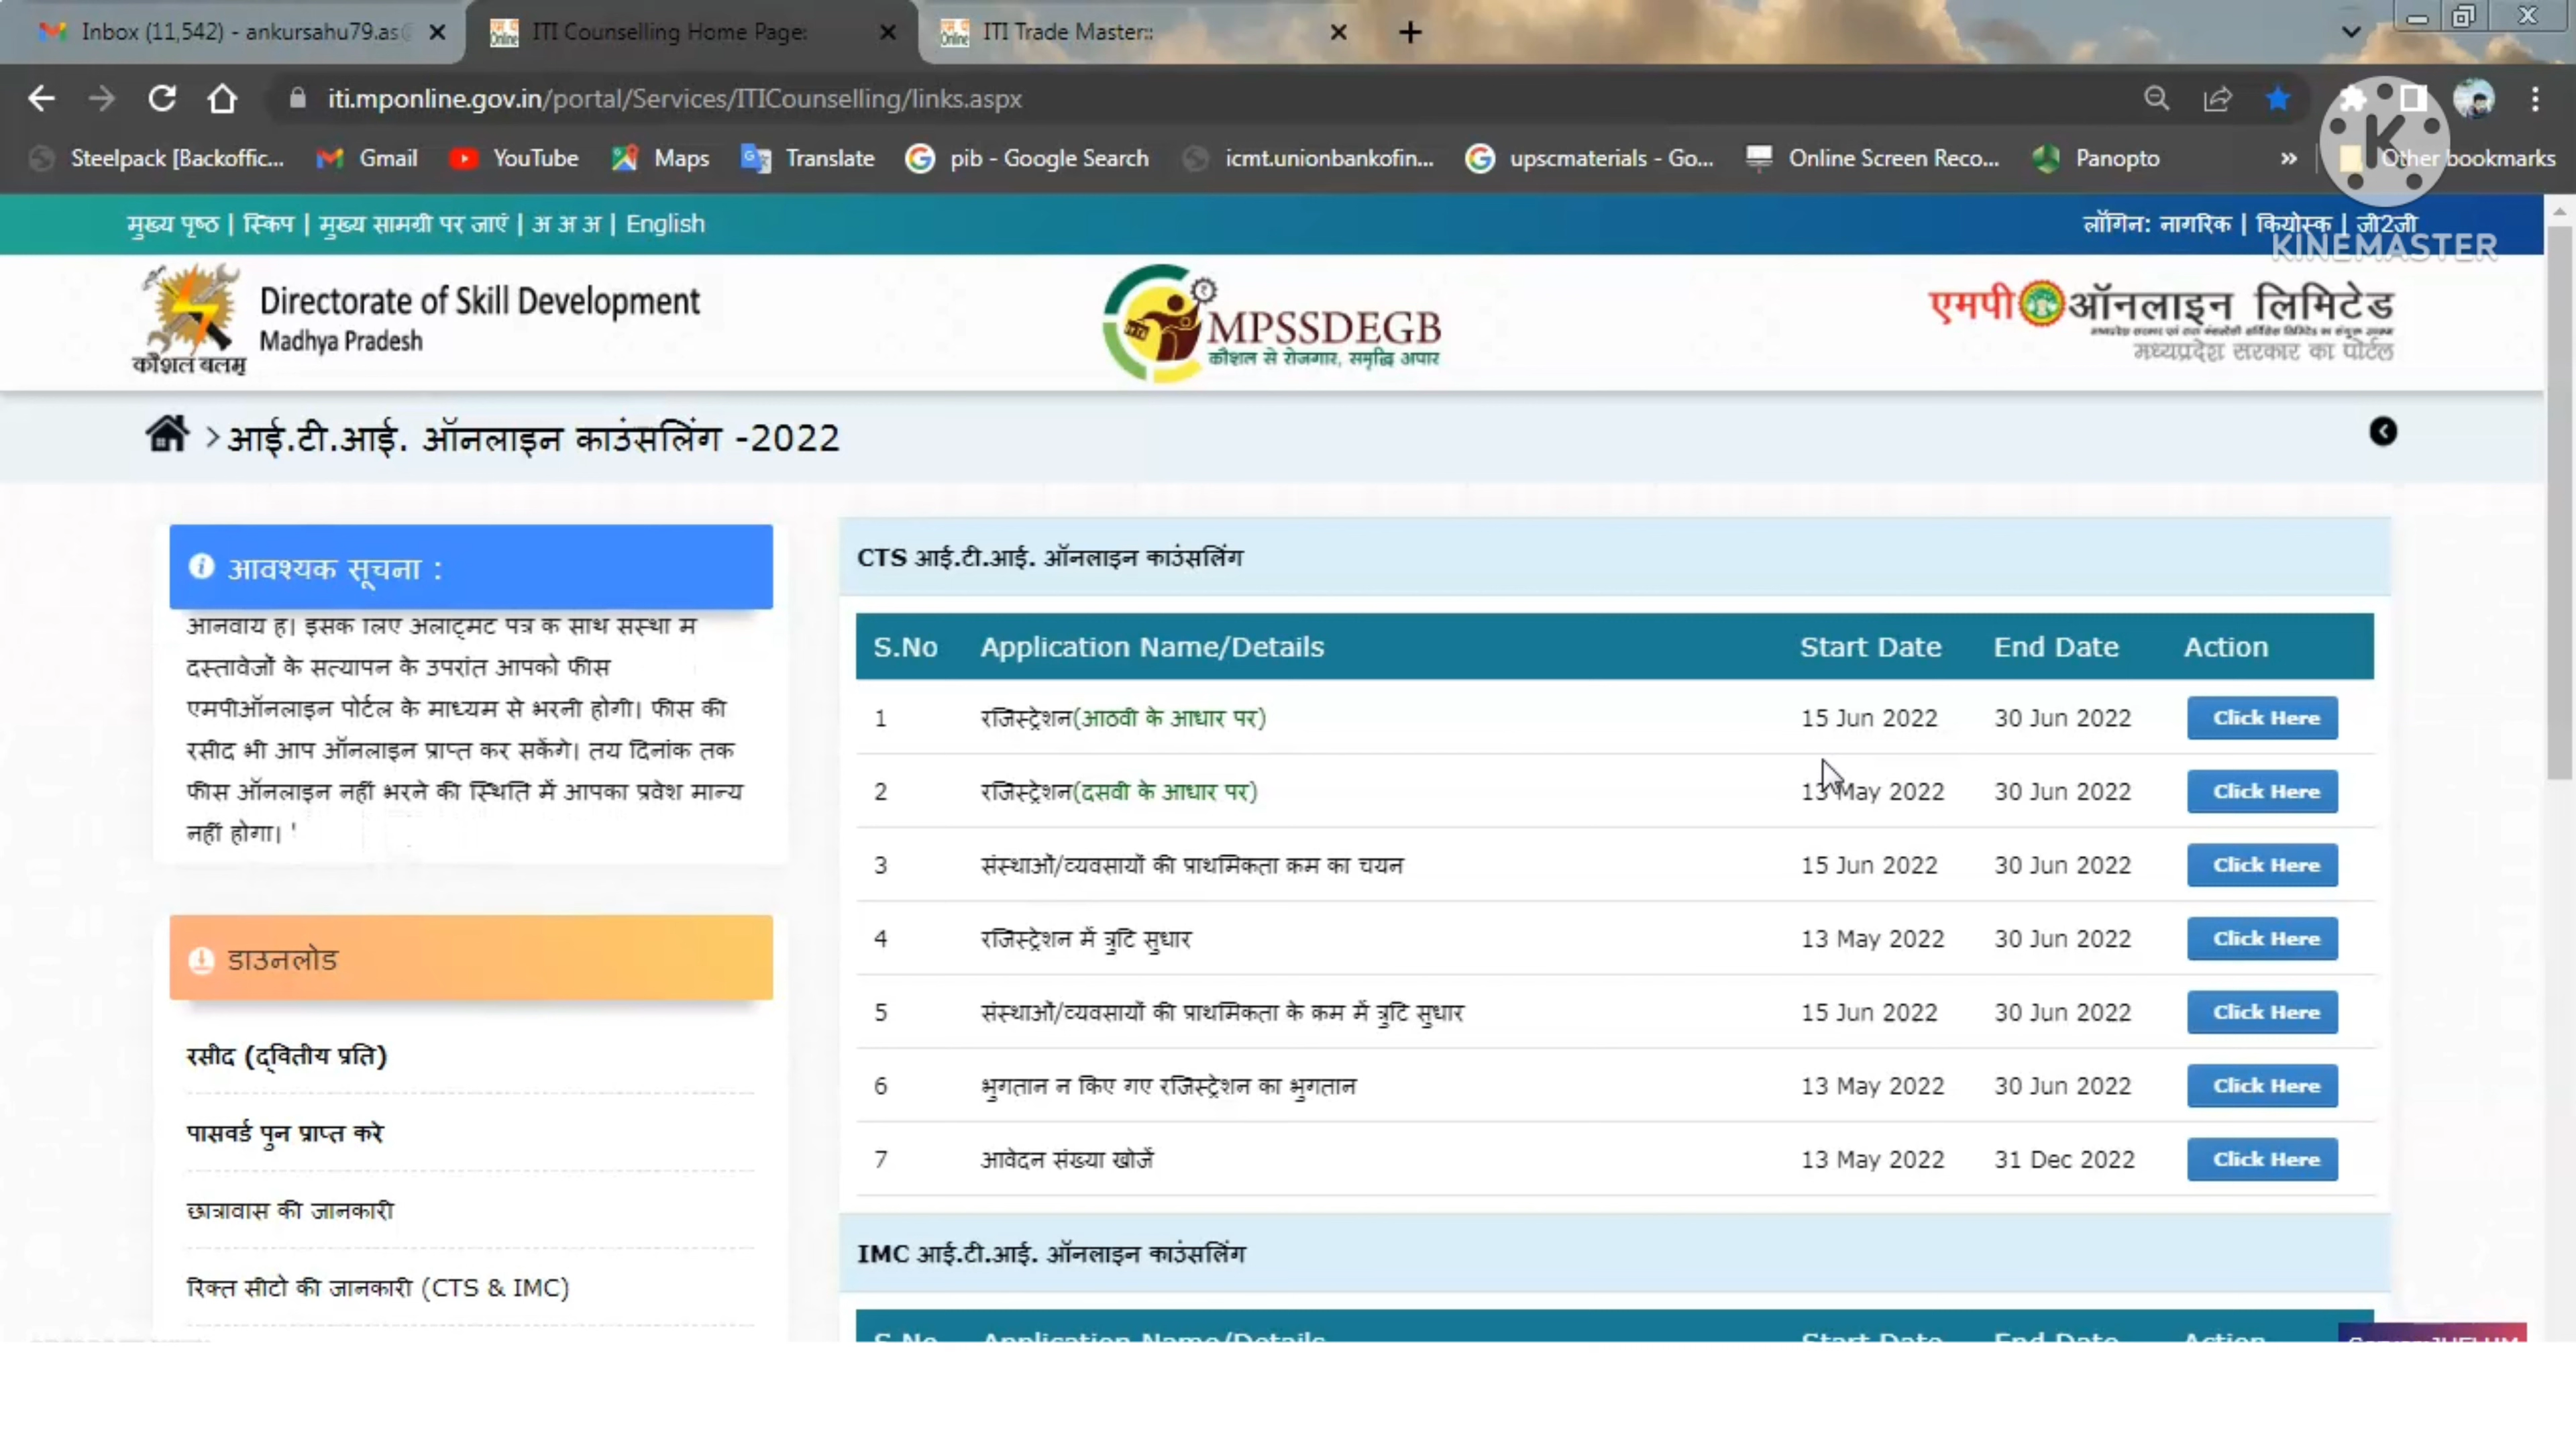 Inbox (11,542) - ankursahu79.as
ITI Counselling Home Page:
ITI Trade Master::
iti.mponline.gov.in/portal/Services/ITICounselling/links.aspx
Steelpack [Backoffic...
Gmail
YouTube
Maps
Translate
pib - Google Search
icmt.unionbankofin...
upscmaterials - Go...
Online Screen Reco...
Panopto
»
Other bookmarks
K
KINEMASTER
मुख्य पृष्ठ | स्किप | मुख्य सामग्री पर जाएं | अ अ अ | English
लॉगिन: नागरिक | कियोस्क | जी2जी
Directorate of Skill Development
Madhya Pradesh
कौशलं बलम्
MPSSDEGB
कौशल से रोजगार, समृद्धि अपार
एमपी ऑनलाइन लिमिटेड
मध्यप्रदेश सरकार का पोर्टल
> आई.टी.आई. ऑनलाइन काउंसलिंग -2022
आवश्यक सूचना :
अनिवार्य है। इसके लिए अलॉट्मेंट पत्र के साथ संस्था में
दस्तावेजों के सत्यापन के उपरांत आपको फीस
एमपीऑनलाइन पोर्टल के माध्यम से भरनी होगी। फीस की
रसीद भी आप ऑनलाइन प्राप्त कर सकेंगे। तय दिनांक तक
फीस ऑनलाइन नहीं भरने की स्थिति में आपका प्रवेश मान्य
नहीं होगा। '
डाउनलोड
रसीद (द्वितीय प्रति)
पासवर्ड पुन प्राप्त करे
छात्रावास की जानकारी
रिक्त सीटो की जानकारी (CTS & IMC)
CTS आई.टी.आई. ऑनलाइन काउंसलिंग
S.No Application Name/Details Start Date End Date Action
1 रजिस्ट्रेशन(आठवी के आधार पर) 15 Jun 2022 30 Jun 2022 Click Here
2 रजिस्ट्रेशन(दसवी के आधार पर) 13 May 2022 30 Jun 2022 Click Here
3 संस्थाओं/व्यवसायों की प्राथमिकता क्रम का चयन 15 Jun 2022 30 Jun 2022 Click Here
4 रजिस्ट्रेशन में त्रुटि सुधार 13 May 2022 30 Jun 2022 Click Here
5 संस्थाओं/व्यवसायों की प्राथमिकता के क्रम में त्रुटि सुधार 15 Jun 2022 30 Jun 2022 Click Here
6 भुगतान न किए गए रजिस्ट्रेशन का भुगतान 13 May 2022 30 Jun 2022 Click Here
7 आवेदन संख्या खोजें 13 May 2022 31 Dec 2022 Click Here
IMC आई.टी.आई. ऑनलाइन काउंसलिंग
S.No Application Name/Details Start Date End Date Action